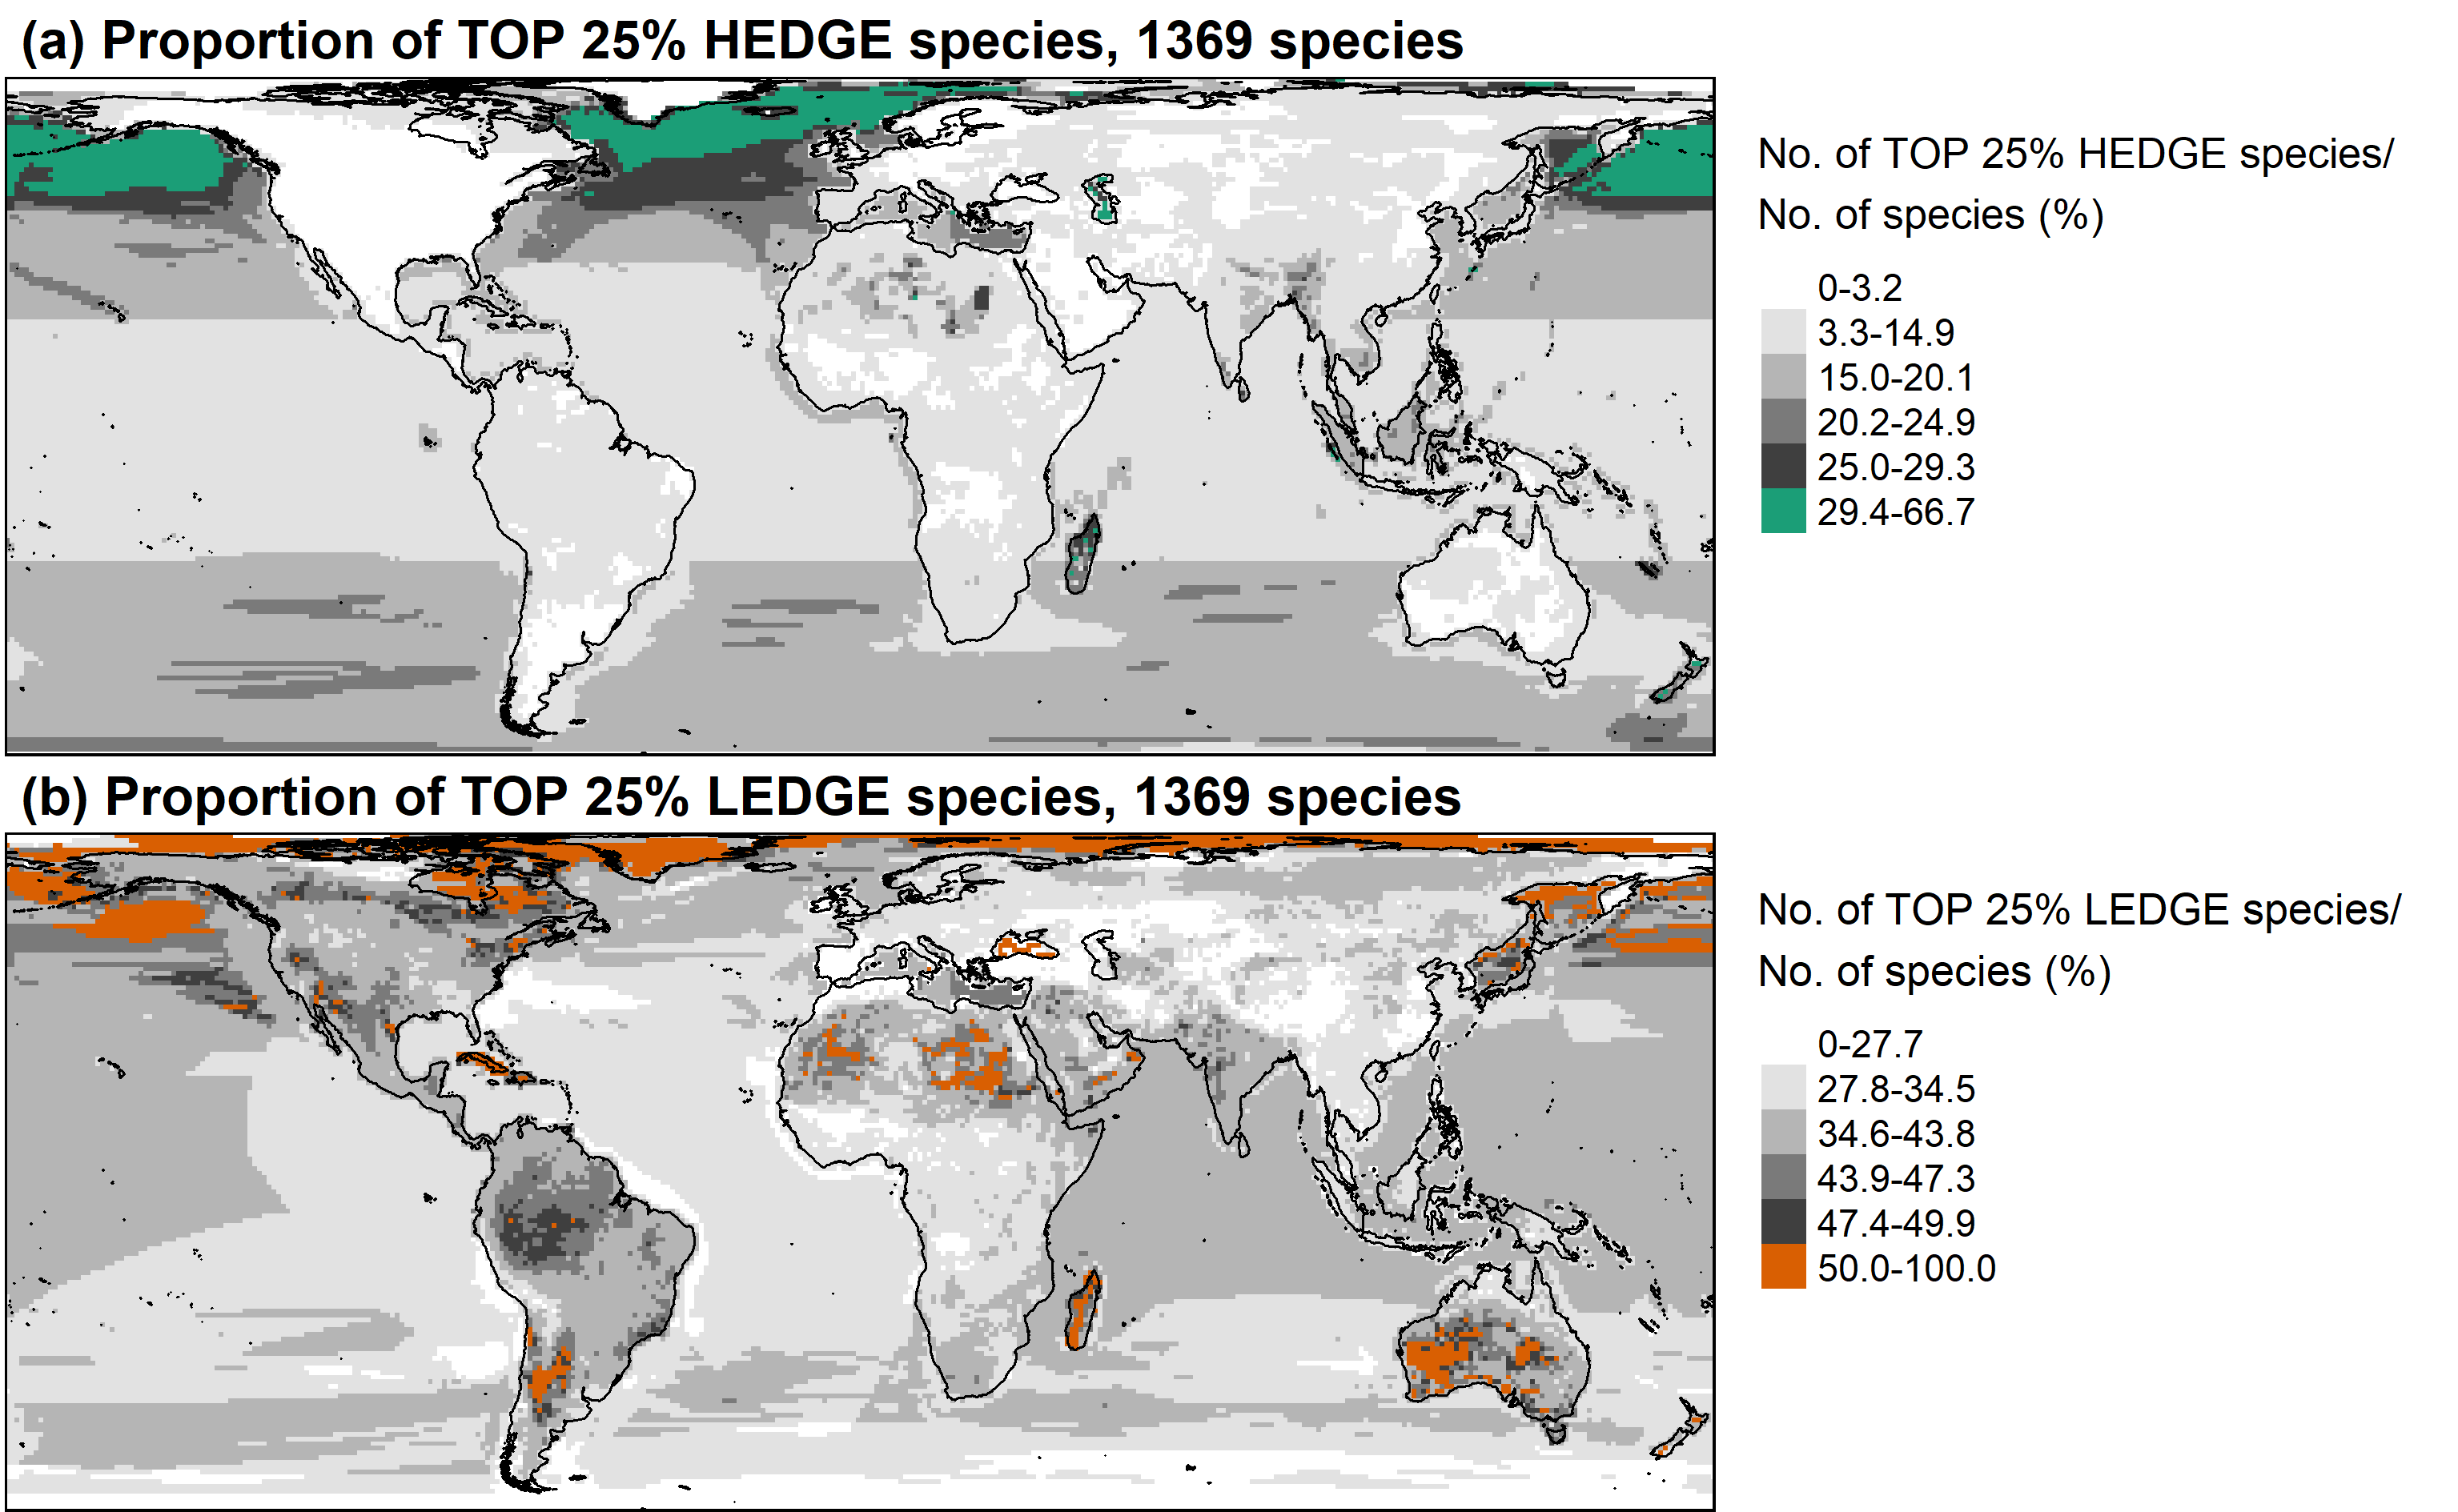 (a) Proportion of TOP 25% HEDGE species, 1369 species
No. of TOP 25% HEDGE species/
No. of species (%)
0-3.2
3.3-14.9
15.0-20.1
20.2-24.9
25.0-29.3
29.4-66.7
(b) Proportion of TOP 25% LEDGE species, 1369 species
No. of TOP 25% LEDGE species/
No. of species (%)
0-27.7
27.8-34.5
34.6-43.8
43.9-47.3
47.4-49.9
50.0-100.0